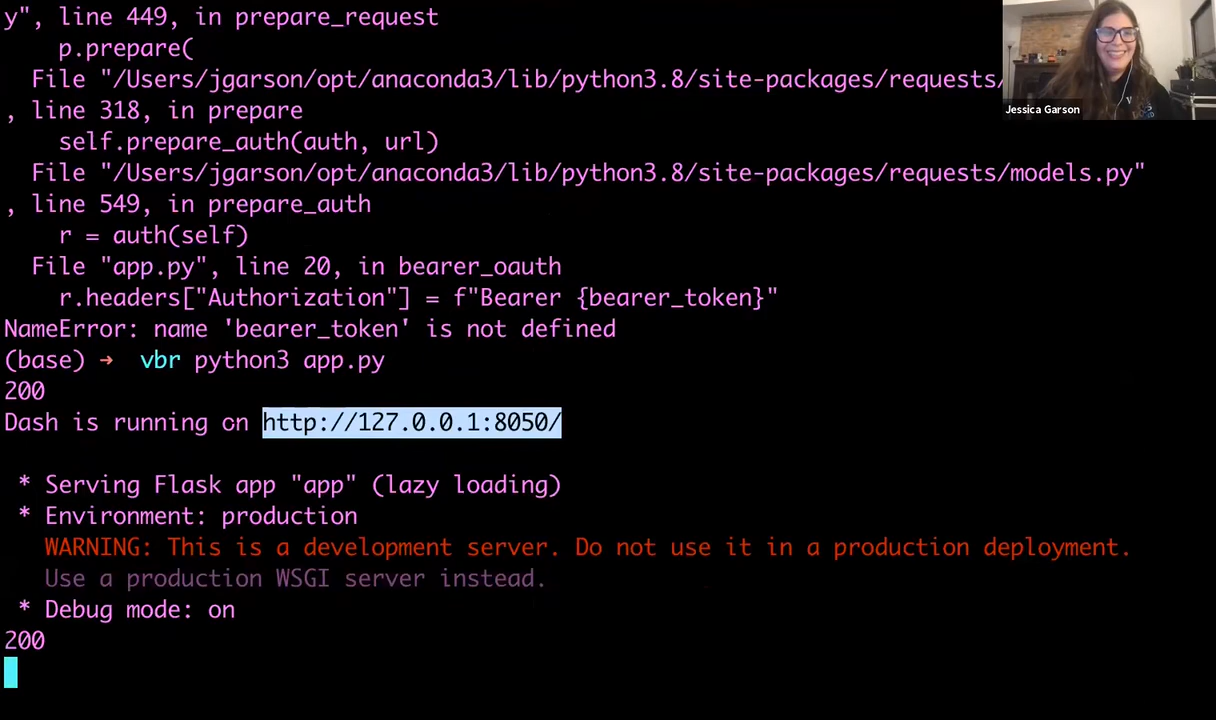 y", line 449, in prepare_request
p.prepare(
File "/Users/jgarson/opt/anaconda3/lib/python3.8/site-packages/requests/
, line 318, in prepare
self.prepare_auth(auth, url)
File "/Users/jgarson/opt/anaconda3/lib/python3.8/site-packages/requests/models.py"
, line 549, in prepare_auth
r = auth(self)
File "app.py", line 20, in bearer_oauth
r.headers["Authorization"] = f"Bearer {bearer_token}"
NameError: name 'bearer_token' is not defined
(base) → vbr python3 app.py
200
Dash is running on http://127.0.0.1:8050/
* Serving Flask app "app" (lazy loading)
* Environment: production
WARNING: This is a development server. Do not use it in a production deployment.
Use a production WSGI server instead.
* Debug mode: on
200
Jessica Garson